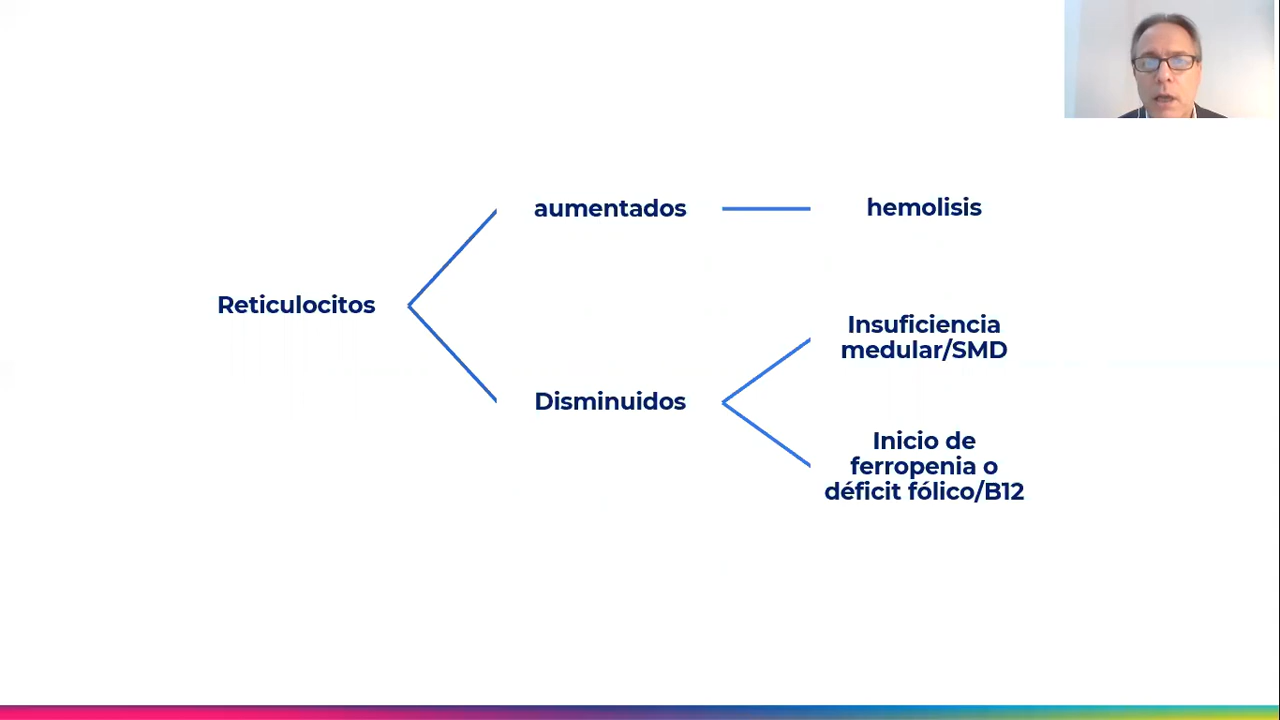 aumentados
hemolisis
Reticulocitos
Insuficiencia
medular/SMD
Disminuidos
Inicio de
ferropenia o
déficit fólico/B12